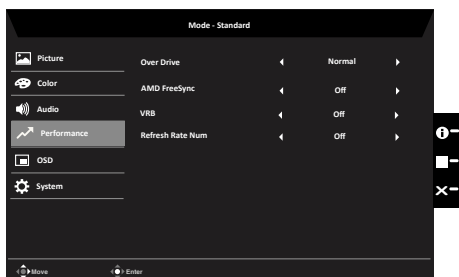 Mode - Standard
Picture
Color
Audio
Performance
OSD
System
Over Drive Normal
AMD FreeSync Off
VRB Off
Refresh Rate Num Off
Move Enter